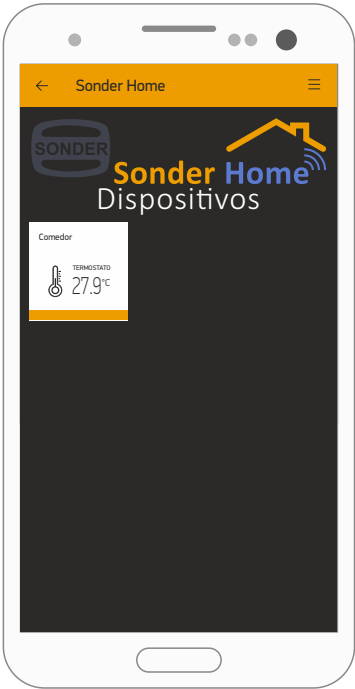 Sonder Home
SONDER
Sonder Home
Dispositivos
Comedor
TERMOSTATO
27.9°C